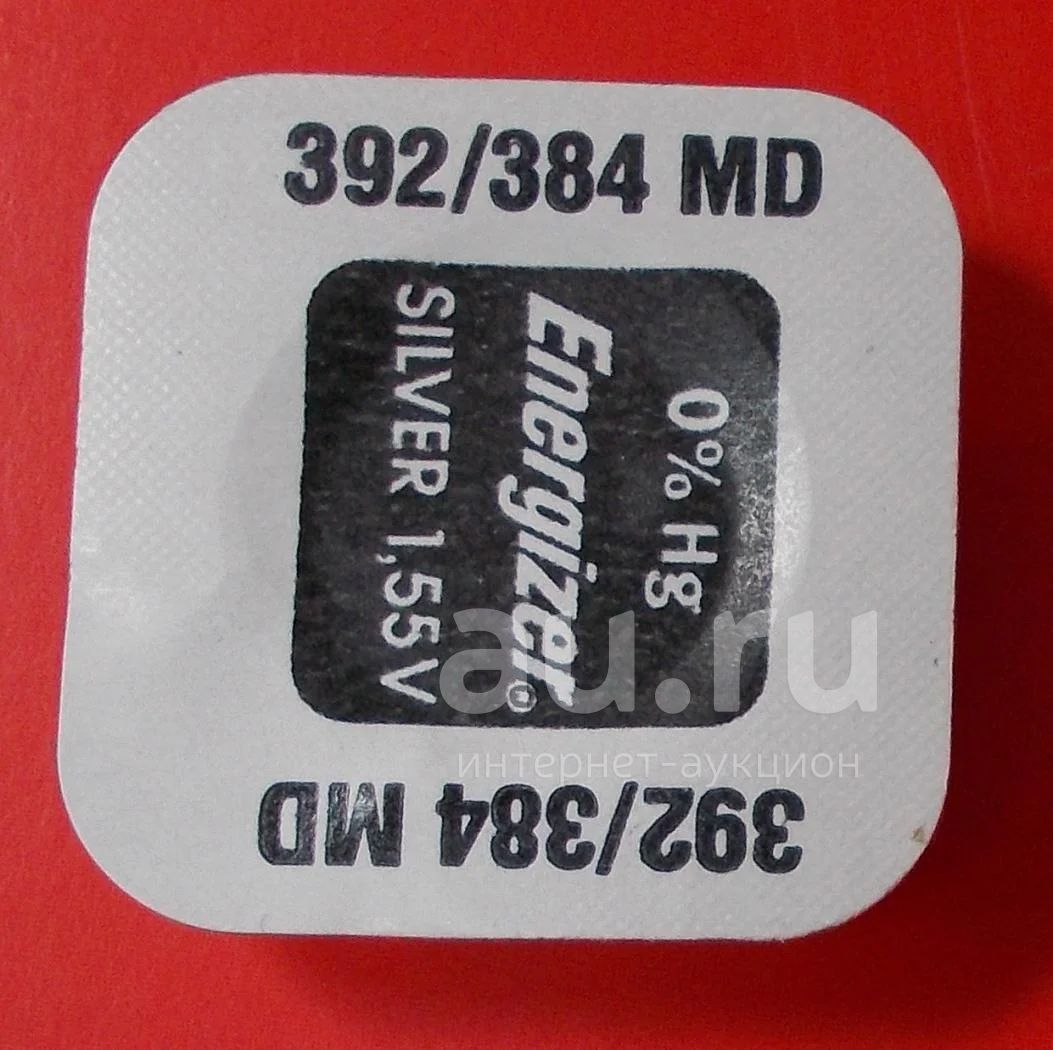 392/384 MD
0% Hg
Energizer
SILVER 1,55V
392/384 MD
au.ru
интернет-аукцион